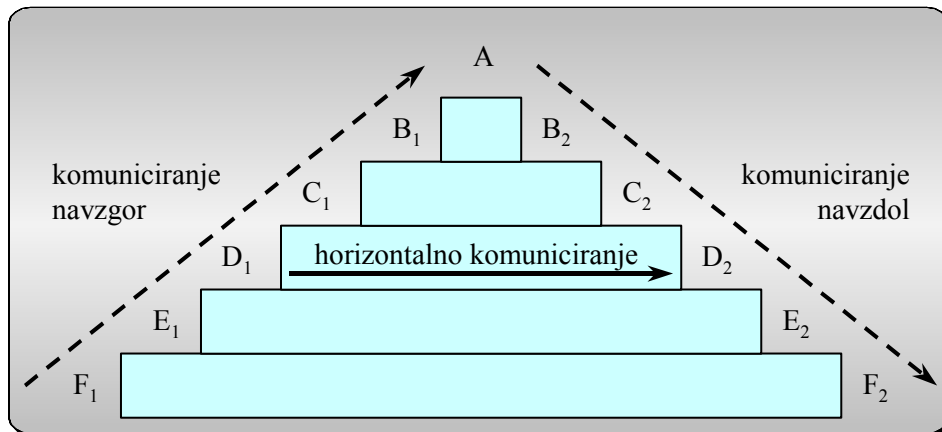 A
B₁ B₂
komuniciranje
navzgor
komuniciranje
navzdol
C₁ C₂
D₁ horizontalno komuniciranje D₂
E₁ E₂
F₁ F₂